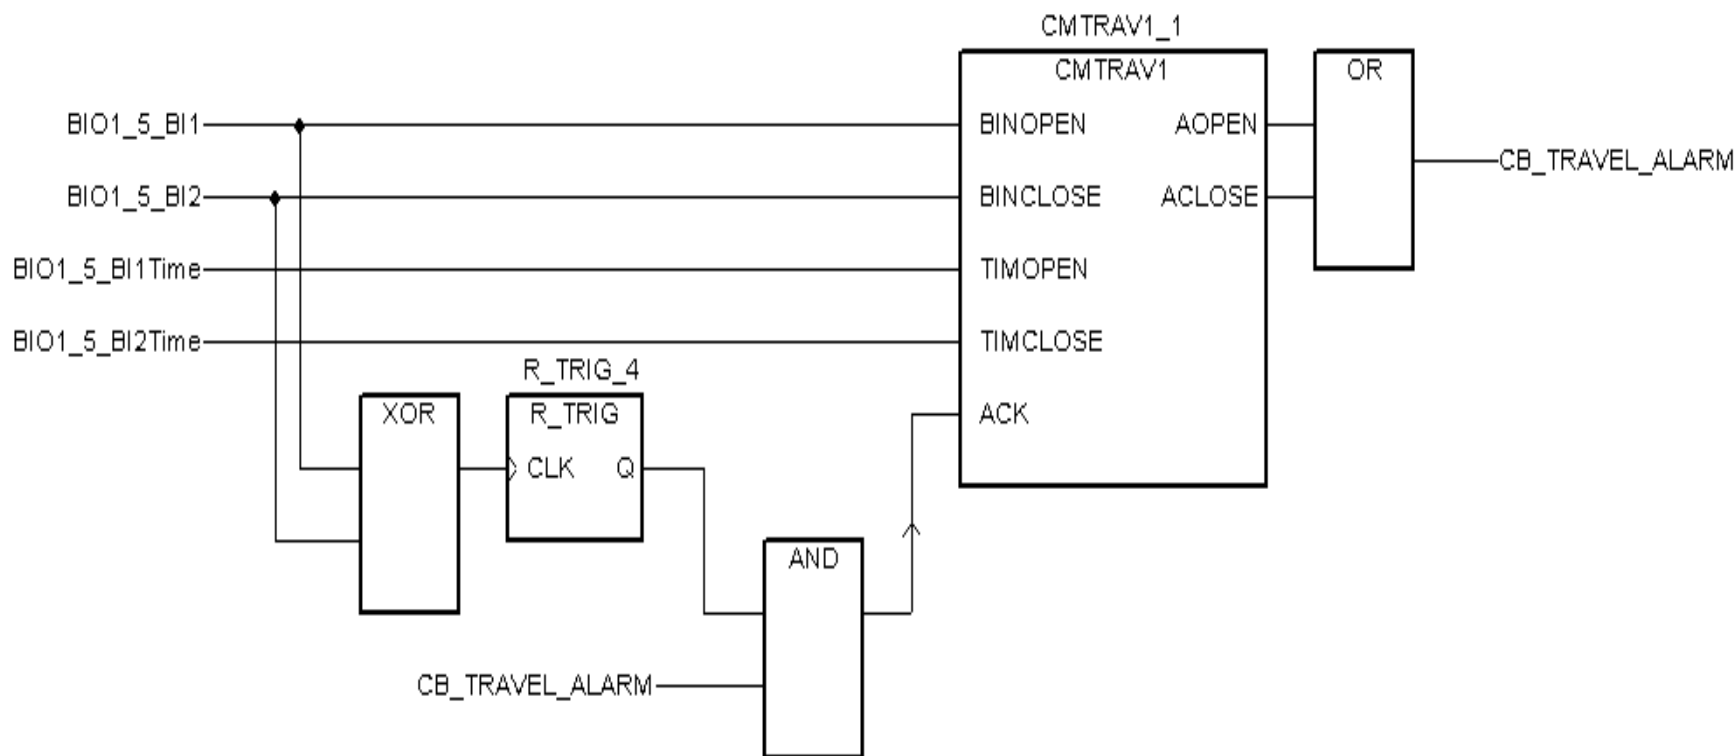 CMTRAV1_1
CMTRAV1
OR
BIO1_5_BI1
BINOPEN
AOPEN
CB_TRAVEL_ALARM
BIO1_5_BI2
BINCLOSE
ACLOSE
BIO1_5_BI1Time
TIMOPEN
BIO1_5_BI2Time
TIMCLOSE
R_TRIG_4
XOR
R_TRIG
ACK
CLK
Q
AND
CB_TRAVEL_ALARM